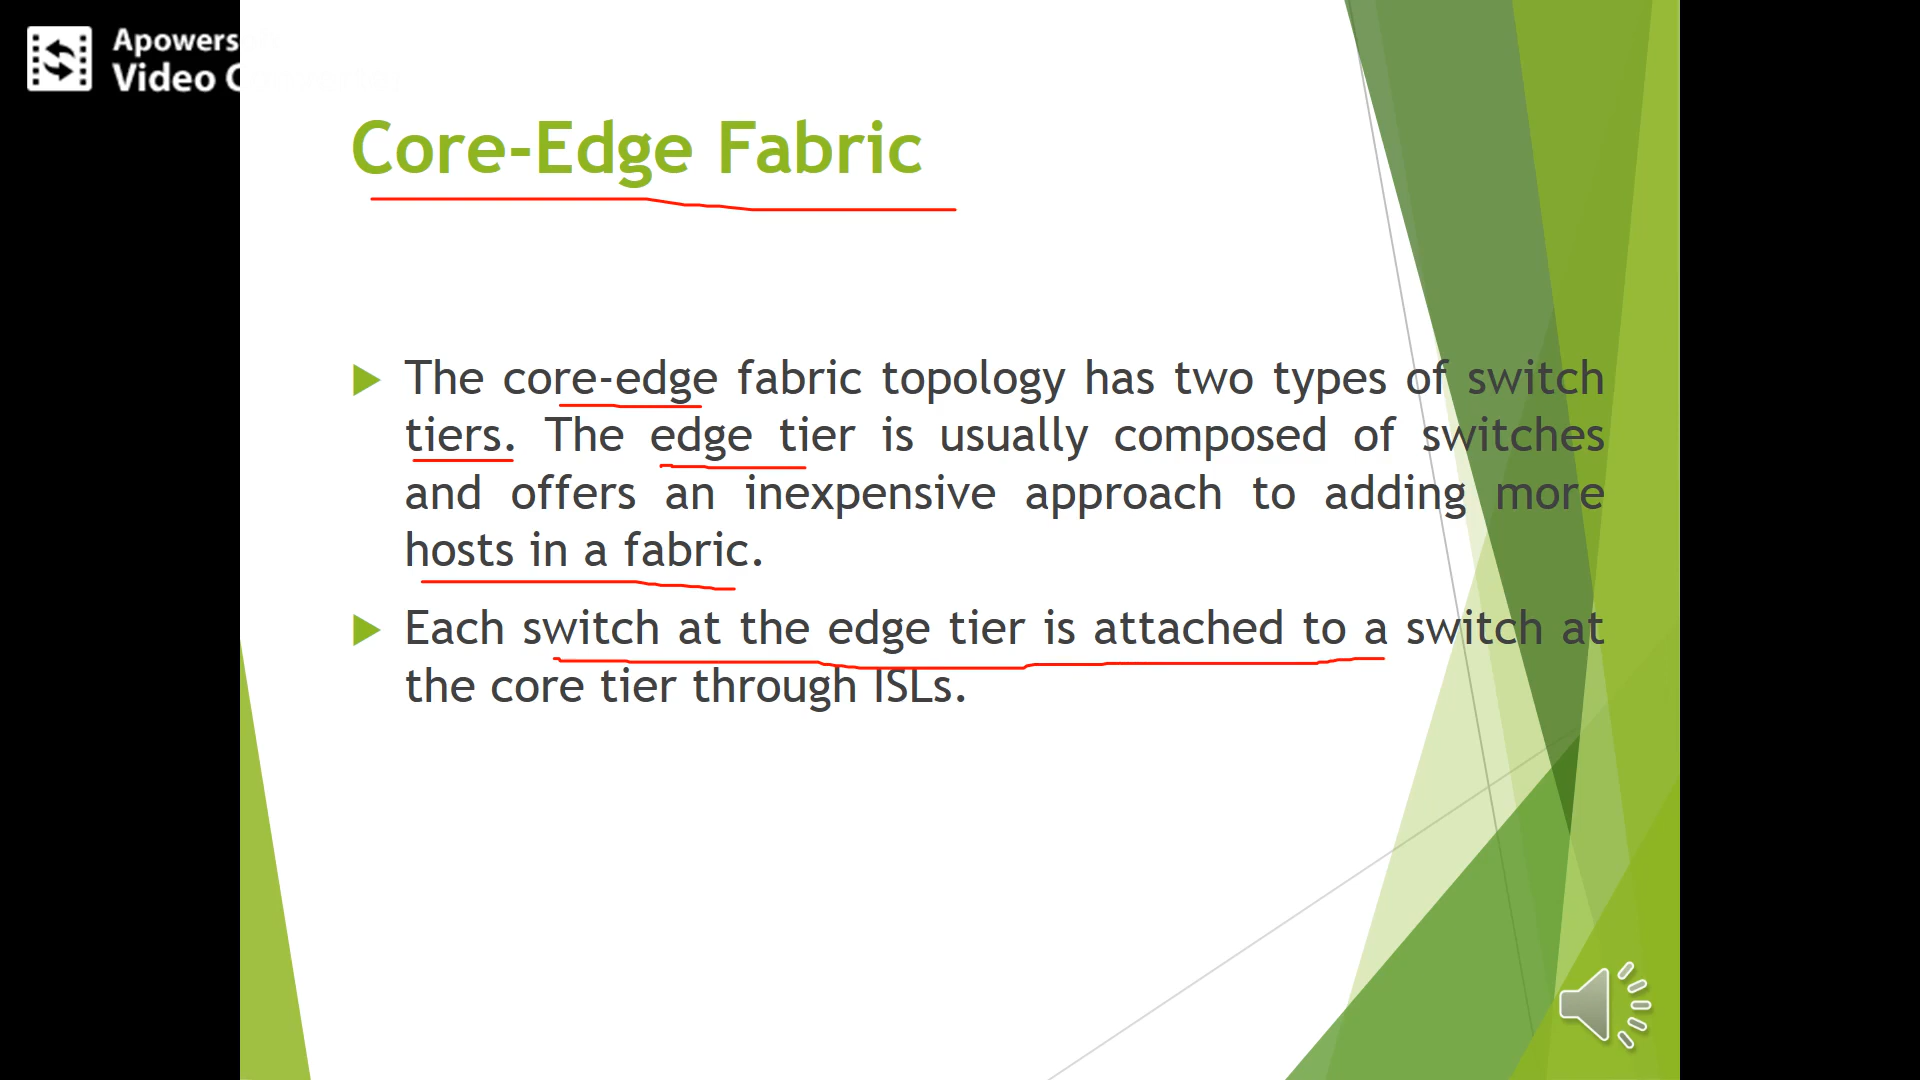 Apowers
Video C
Core-Edge Fabric
The core-edge fabric topology has two types of switch
tiers. The edge tier is usually composed of switches
and offers an inexpensive approach to adding more
hosts in a fabric.
Each switch at the edge tier is attached to a switch at
the core tier through ISLs.